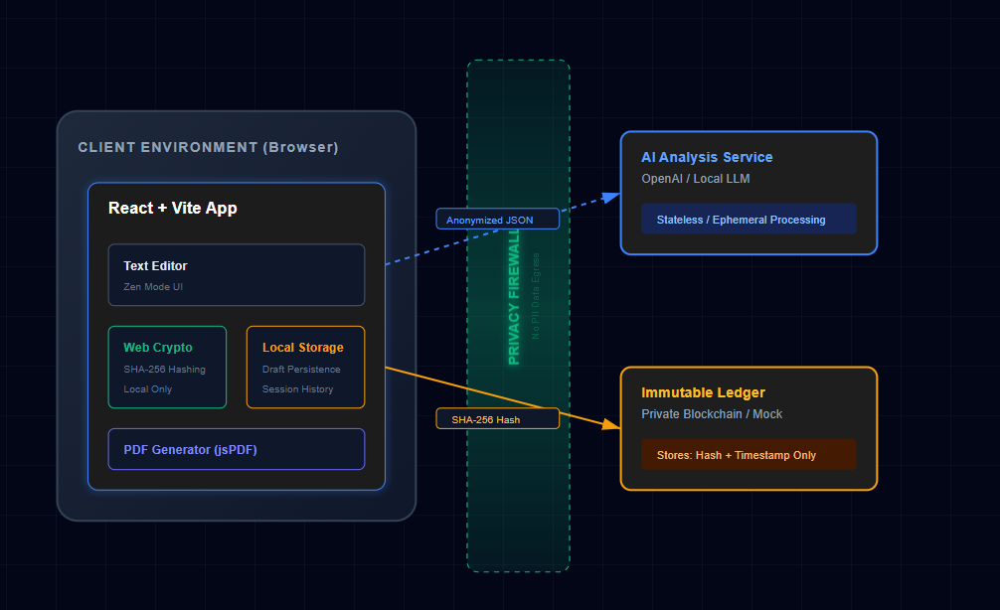 CLIENT ENVIRONMENT (Browser)
React + Vite App
Text Editor
Zen Mode UI
Web Crypto
SHA-256 Hashing
Local Only
Local Storage
Draft Persistence
Session History
PDF Generator (jsPDF)
Anonymized JSON
PRIVACY FIREWALL
No PII Data Egress
SHA-256 Hash
AI Analysis Service
OpenAI / Local LLM
Stateless / Ephemeral Processing
Immutable Ledger
Private Blockchain / Mock
Stores: Hash + Timestamp Only